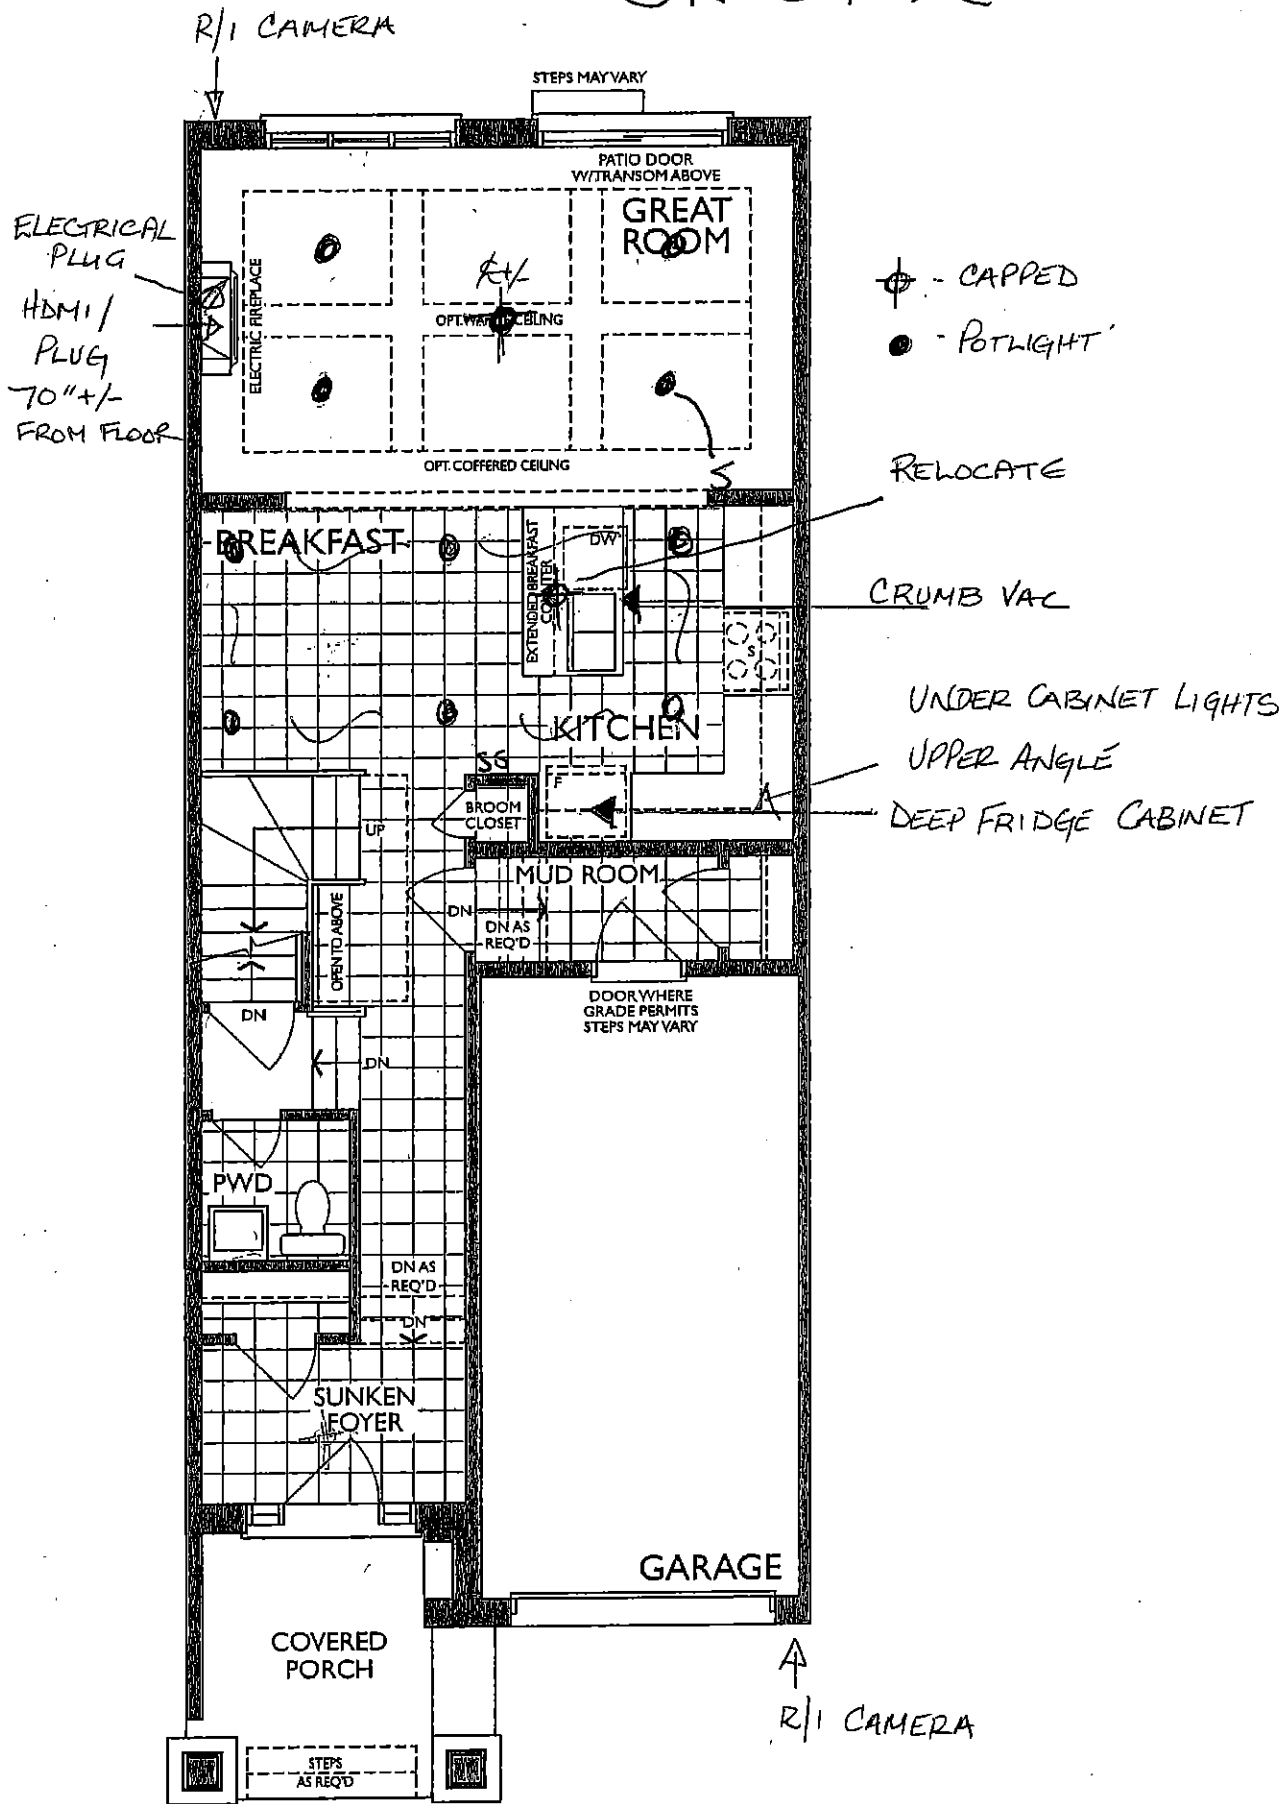 R/I CAMERA
STEPS MAY VARY
PATIO DOOR
W/TRANSOM ABOVE
GREAT
ROOM
ELECTRICAL
PLUG
HDMI/
PLUG
70"+/-
FROM FLOOR
ELECTRIC FIREPLACE
℄+/-
CEILING
- CAPPED
- POTLIGHT
OPT. COFFERED CEILING
S
RELOCATE
BREAKFAST
EXTENDED BREAKFAST
COUNTER
DW
CRUMB VAC
S
UNDER CABINET LIGHTS
UPPER ANGLE
KITCHEN
SG
F
BROOM
CLOSET
DEEP FRIDGE CABINET
UP
MUD ROOM
DN
DN AS
REQ'D
OPEN TO ABOVE
DN
DOOR WHERE
GRADE PERMITS
STEPS MAY VARY
DN
PWD
DN AS
REQ'D
DN
SUNKEN
FOYER
GARAGE
COVERED
PORCH
R/I CAMERA
STEPS
AS REQ'D